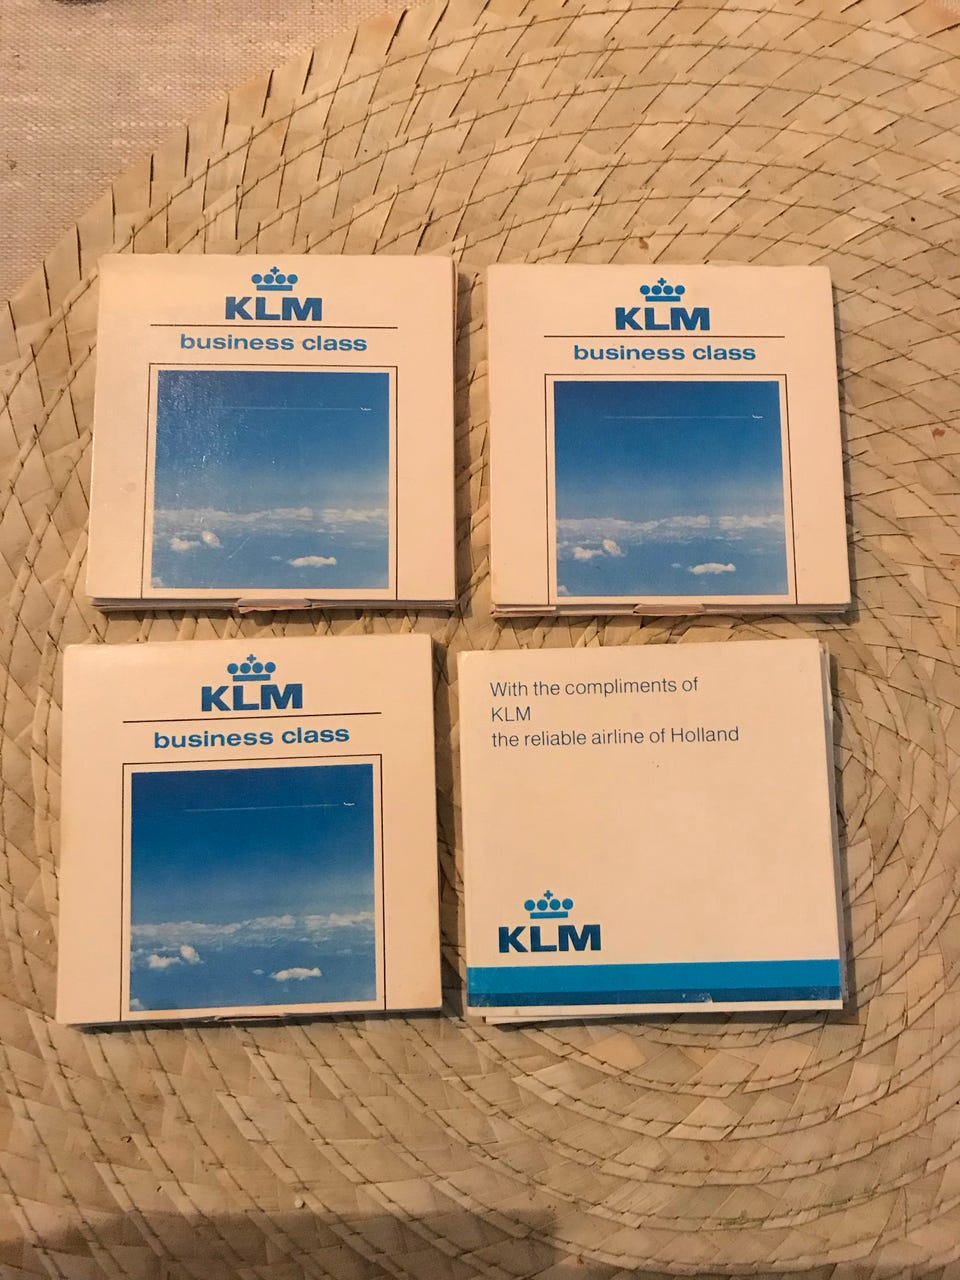 KLM
business class
KLM
business class
KLM
business class
With the compliments of
KLM
the reliable airline of Holland
KLM